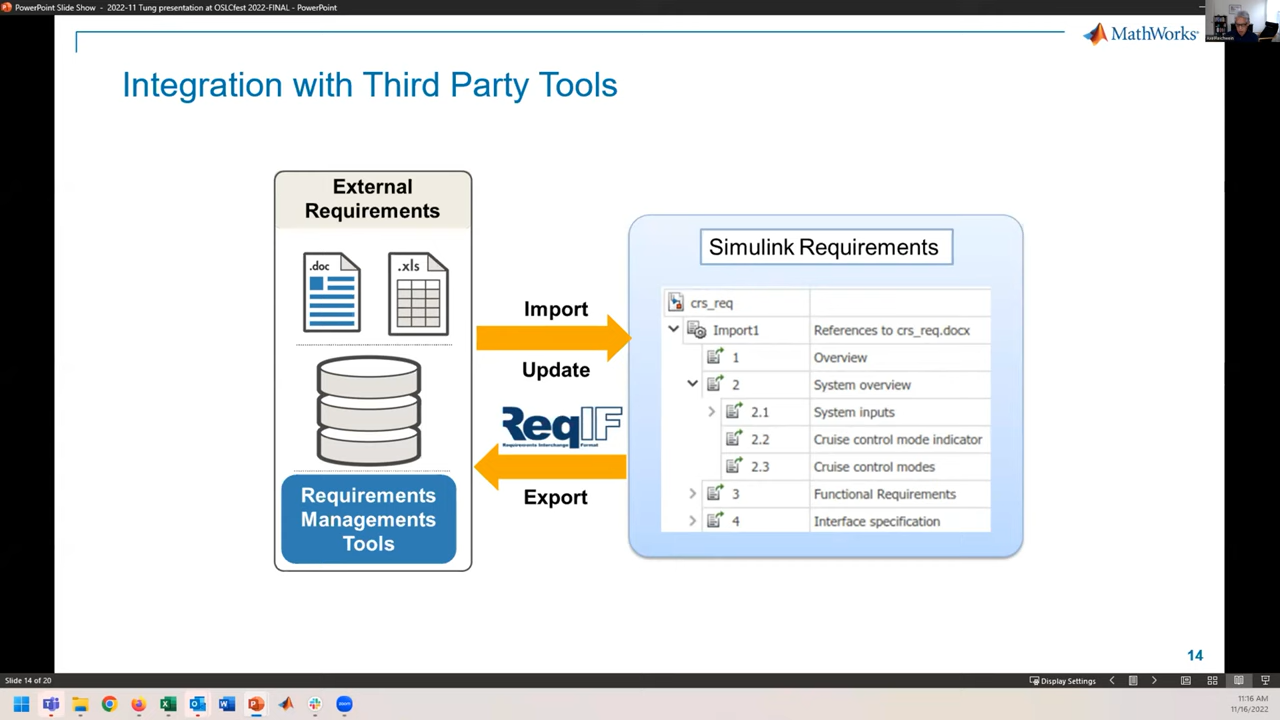 PowerPoint Slide Show - 2022-11 Tung presentation at OSLCfest 2022-FINAL - PowerPoint
MathWorks
Integration with Third Party Tools
External
Requirements
.doc
.xls
Requirements
Managements
Tools
Import
Update
ReqIF
Requirements Interchange Format
Export
Simulink Requirements
crs_req
Import1 References to crs_req.docx
1 Overview
2 System overview
2.1 System inputs
2.2 Cruise control mode indicator
2.3 Cruise control modes
3 Functional Requirements
4 Interface specification
14
Slide 14 of 20
Display Settings
11:16 AM
11/16/2022